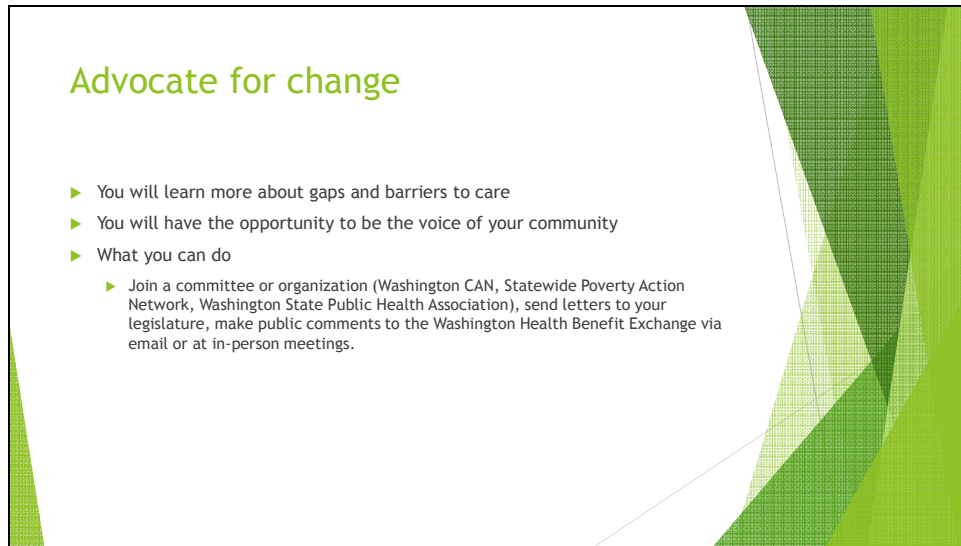 Advocate for change
You will learn more about gaps and barriers to care
You will have the opportunity to be the voice of your community
What you can do
Join a committee or organization (Washington CAN, Statewide Poverty Action
Network, Washington State Public Health Association), send letters to your
legislature, make public comments to the Washington Health Benefit Exchange via
email or at in-person meetings.